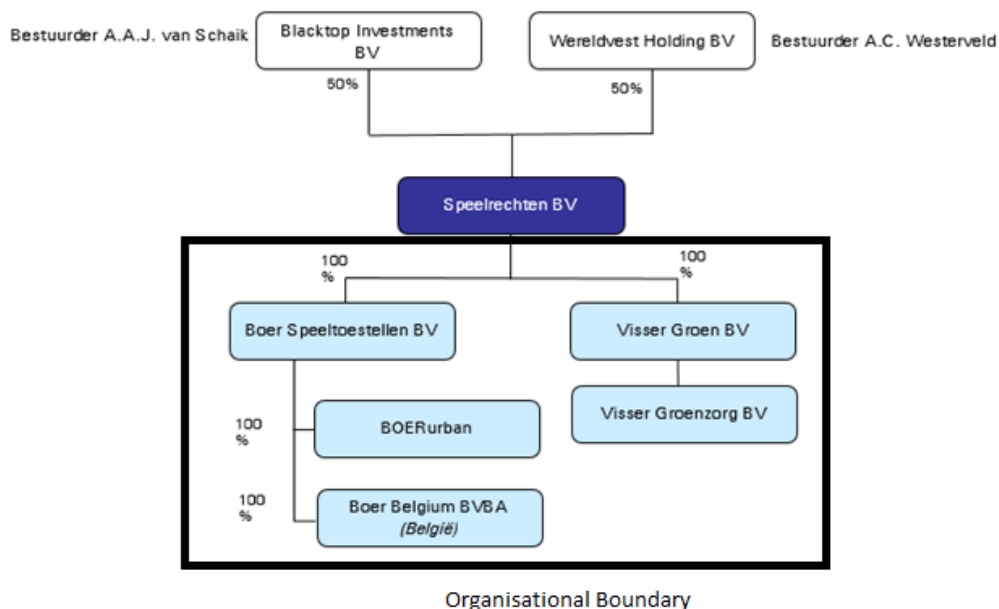 Bestuurder A.A.J. van Schaik
Blacktop Investments
BV
Wereldvest Holding BV
Bestuurder A.C. Westerveld
50%
50%
Speelrechten BV
100
%
100
%
Boer Speeltoestellen BV
Visser Groen BV
100
%
BOERurban
Visser Groenzorg BV
100
%
Boer Belgium BVBA
(België)
Organisational Boundary